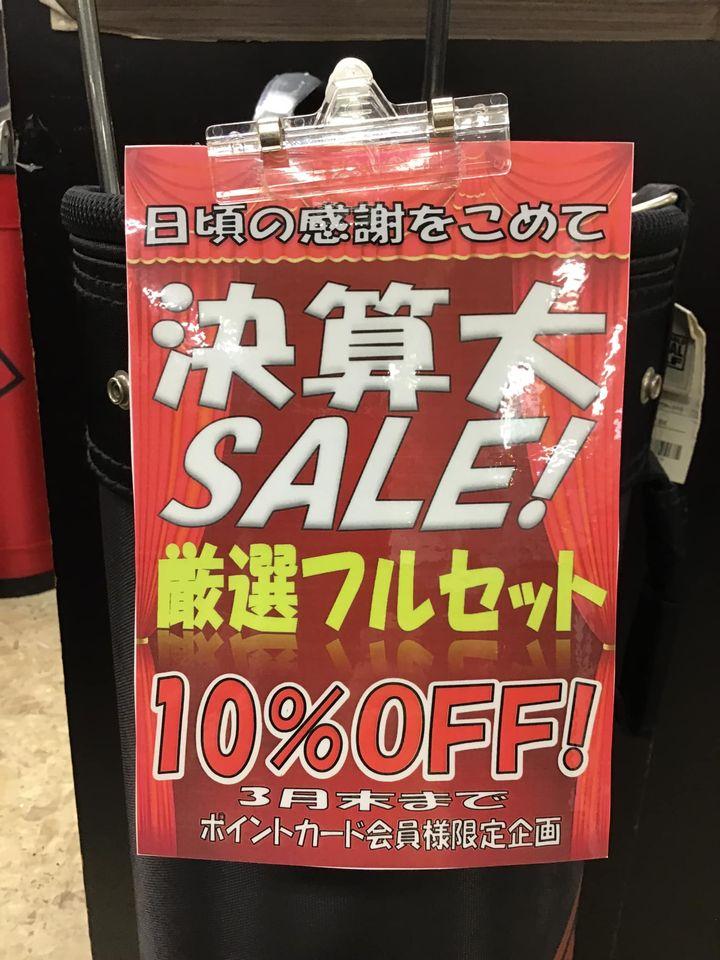 日頃の感謝をこめて
決算大
SALE!
厳選フルセット
10%OFF!
3月末まで
ポイントカード会員様限定企画